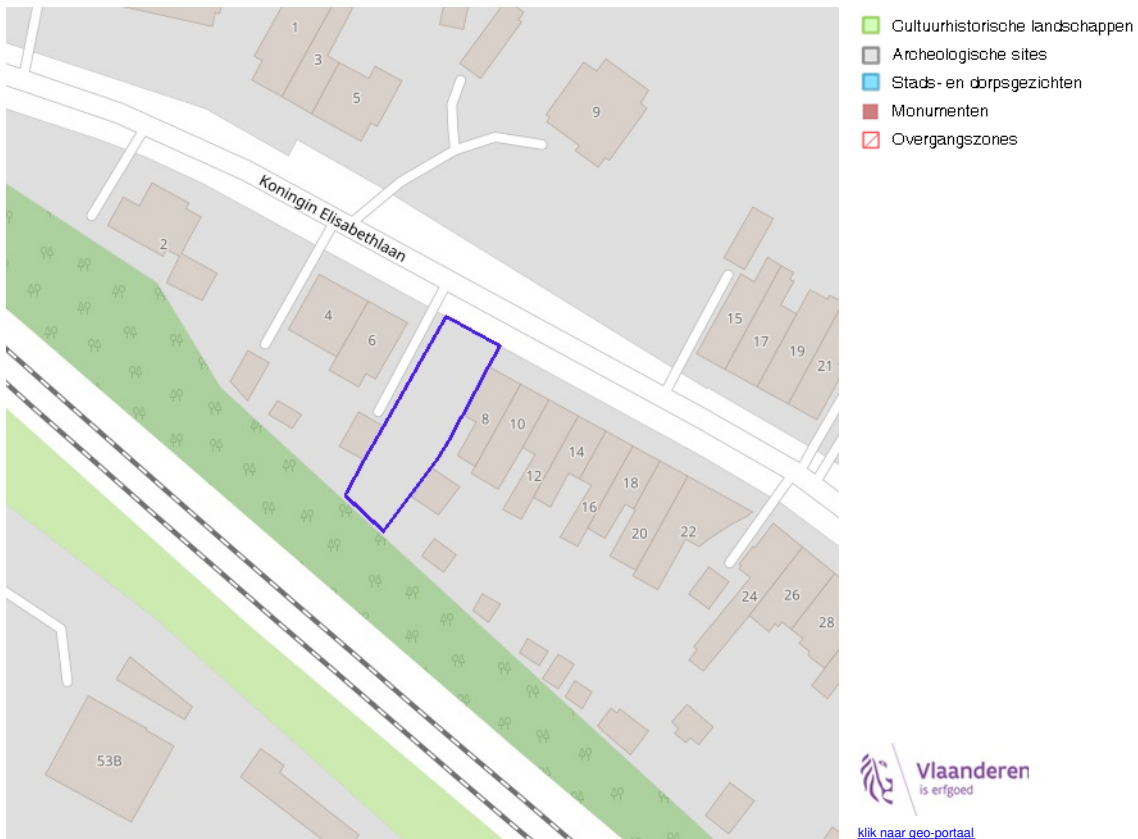 1
3
5
9
Koningin Elisabethlaan
2
4
6
15
17
19
21
8
10
12
14
16
18
20
22
24
26
28
53B
Cultuurhistorische landschappen
Archeologische sites
Stads- en dorpsgezichten
Monumenten
Overgangszones
Vlaanderen
is erfgoed
klik naar geo-portaal